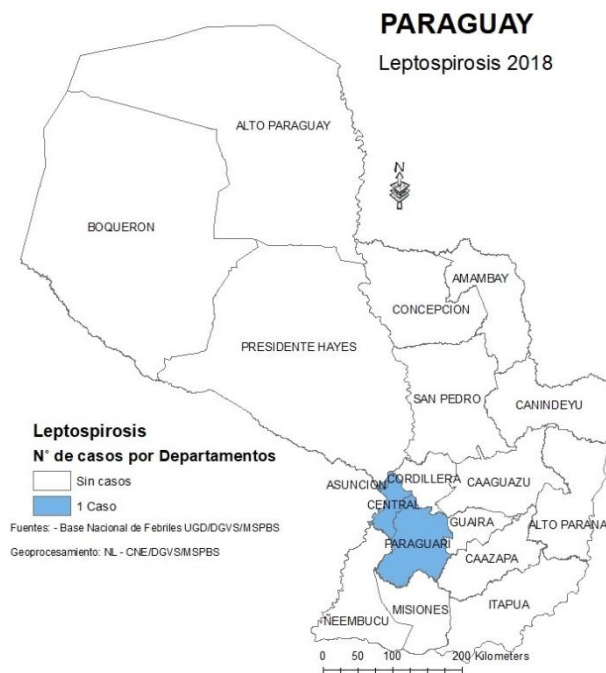 PARAGUAY
Leptospirosis 2018
N
ALTO PARAGUAY
BOQUERON
AMAMBAY
CONCEPCION
PRESIDENTE HAYES
SAN PEDRO
CANINDEYU
Leptospirosis
N° de casos por Departamentos
Sin casos
1 Caso
Fuentes: - Base Nacional de Febriles UGD/DGVS/MSPBS
Geoprocesamiento: NL - CNE/DGVS/MSPBS
ASUNCION
CORDILLERA
CAAGUAZU
CENTRAL
GUAIRA
ALTO PARANA
PARAGUARI
CAAZAPA
ITAPUA
MISIONES
ÑEEMBUCU
0 50 100 200 Kilometers